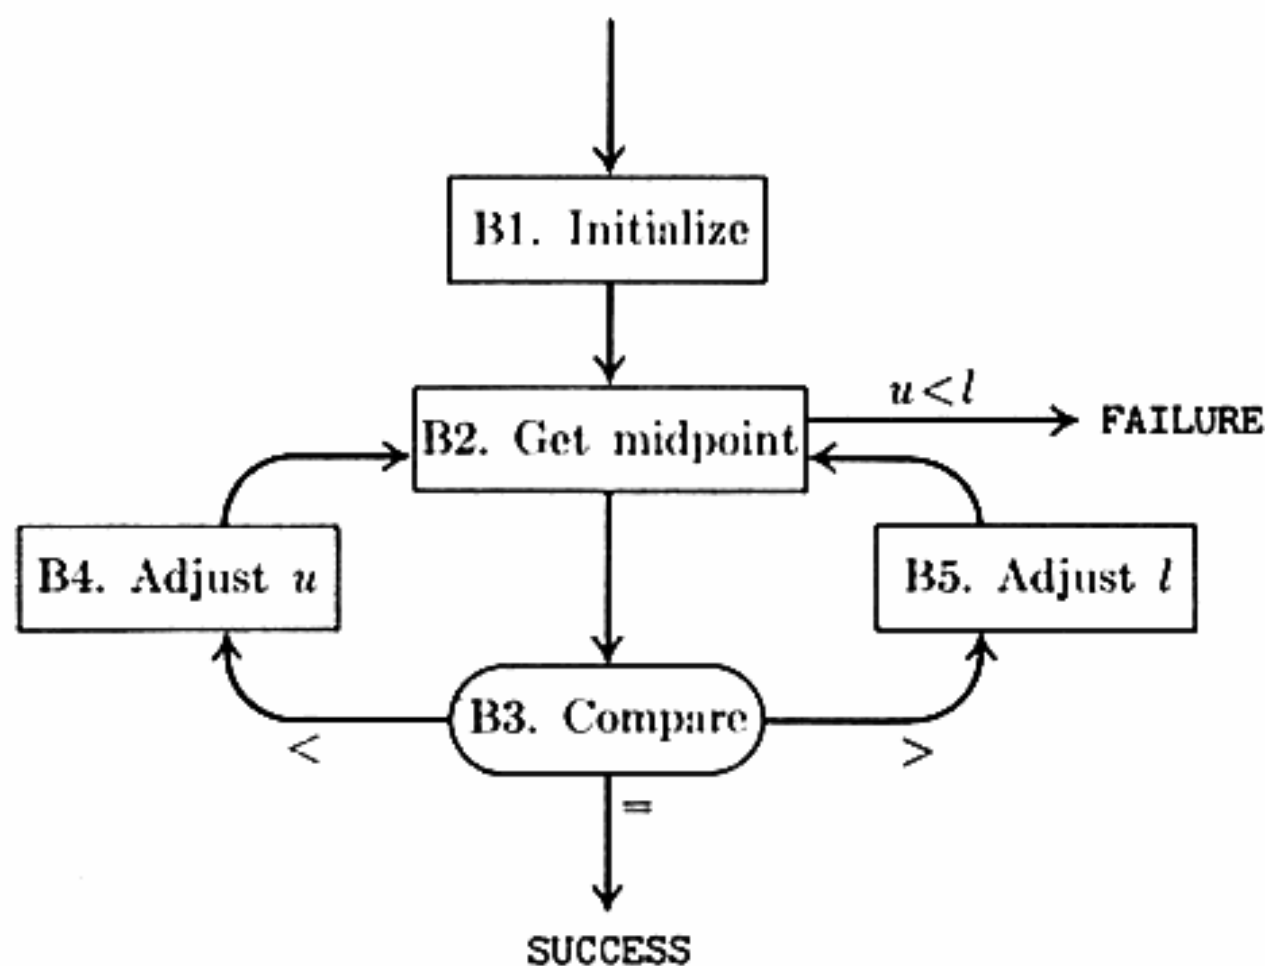 B1. Initialize
u < l
B2. Get midpoint
FAILURE
B4. Adjust u
B5. Adjust l
B3. Compare
<
>
=
SUCCESS